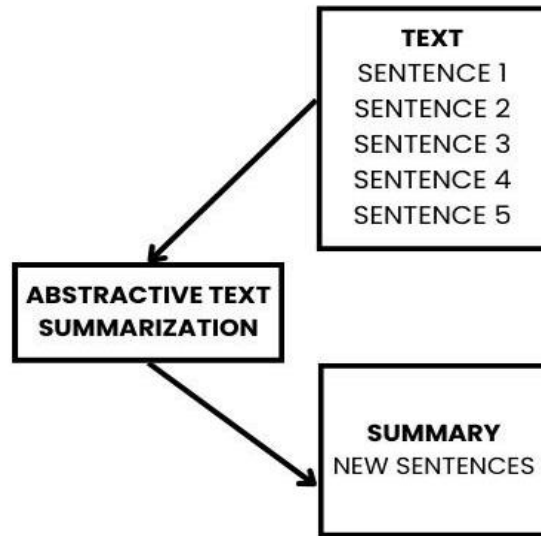 TEXT
SENTENCE 1
SENTENCE 2
SENTENCE 3
SENTENCE 4
SENTENCE 5
ABSTRACTIVE TEXT
SUMMARIZATION
SUMMARY
NEW SENTENCES